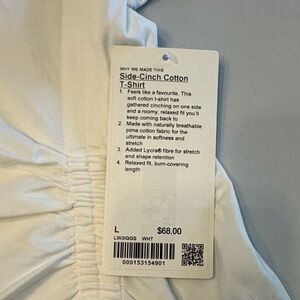 WHY WE MADE THIS
Side-Cinch Cotton
T-Shirt
1. Feels like a favourite. This
soft cotton t-shirt has
gathered cinching on one side
and a roomy, relaxed fit you'll
keep coming back to
2. Made with naturally breathable
pima cotton fabric for the
ultimate in softness and
stretch
3. Added Lycra® fibre for stretch
and shape retention
4. Relaxed fit, bum-covering
length
L $68.00
LW3IGGS WHT
000153154901